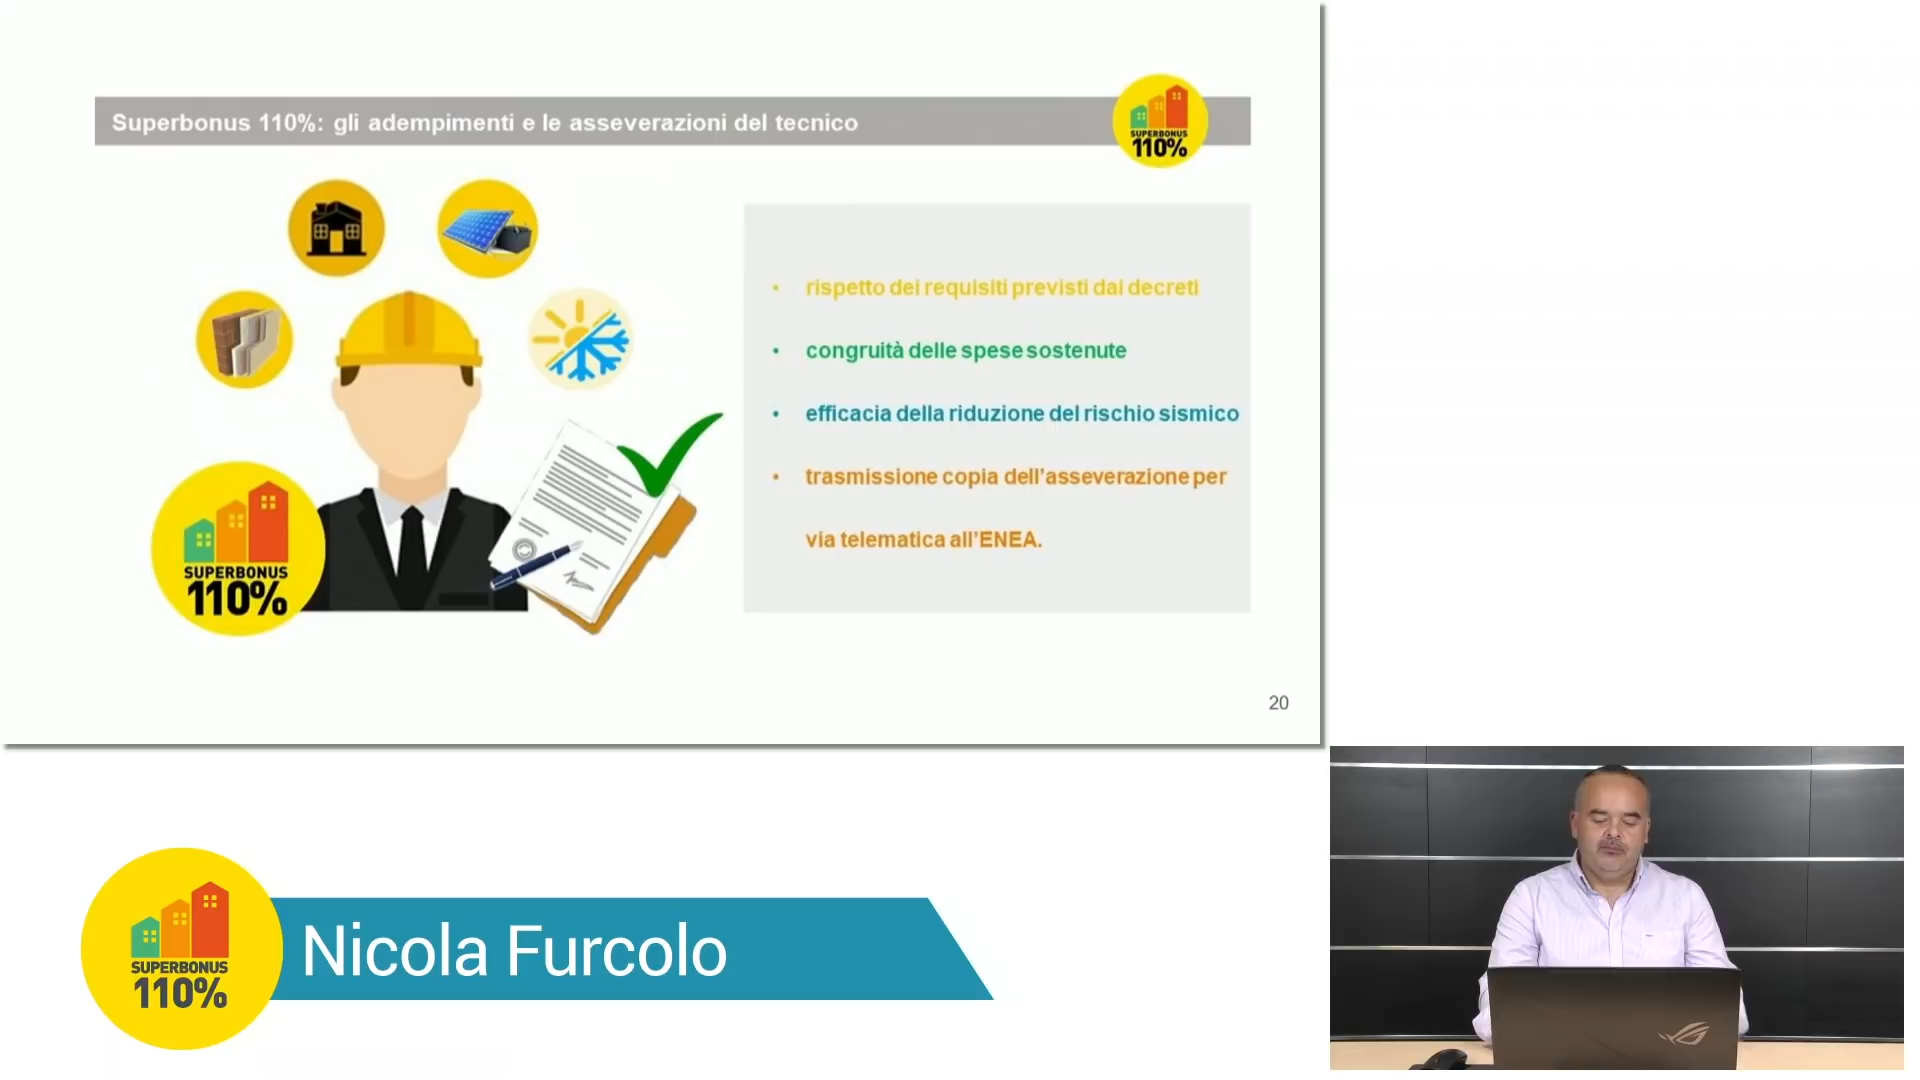 Superbonus 110%: gli adempimenti e le asseverazioni del tecnico
SUPERBONUS
110%
• rispetto dei requisiti previsti dai decreti
• congruità delle spese sostenute
• efficacia della riduzione del rischio sismico
• trasmissione copia dell'asseverazione per
via telematica all'ENEA.
SUPERBONUS
110%
20
SUPERBONUS
110%
Nicola Furcolo